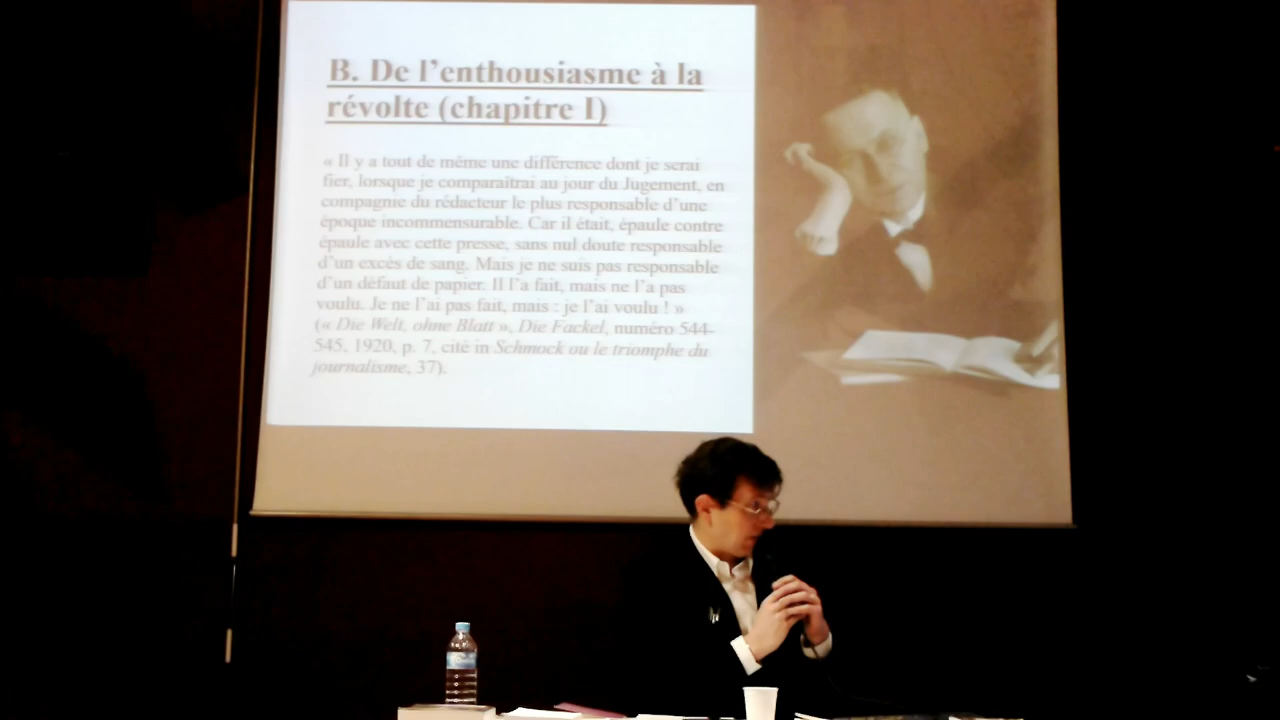 B. De l'enthousiasme à la
révolte (chapitre I)
« Il y a tout de même une différence dont je serai
fier, lorsque je comparaîtrai au jour du Jugement, en
compagnie du rédacteur le plus responsable d'une
époque incommensurable. Car il était, épaule contre
épaule avec cette presse, sans nul doute responsable
d'un excès de sang. Mais je ne suis pas responsable
d'un défaut de papier. Il l'a fait, mais ne l'a pas
voulu. Je ne l'ai pas fait, mais : je l'ai voulu ! »
(« Die Welt, ohne Blatt », Die Fackel, numéro 544-
545, 1920, p. 7, cité in Schmock ou le triomphe du
journalisme, 37).